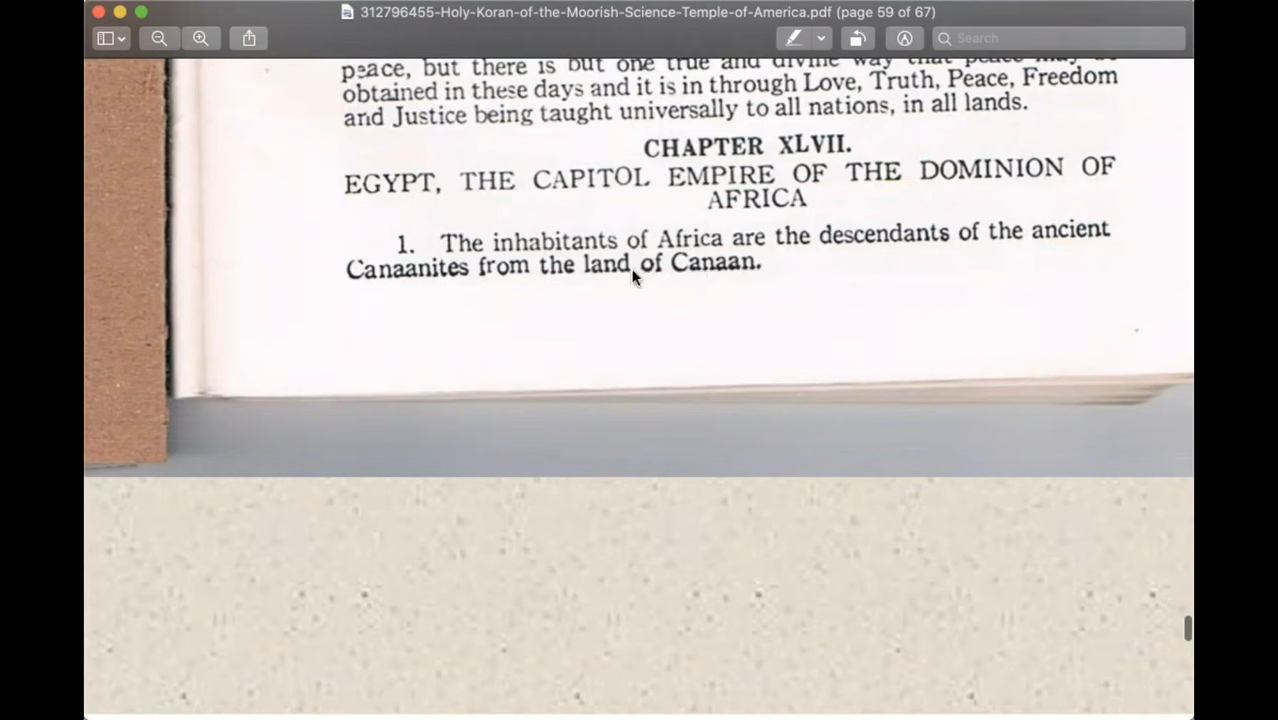 312796455-Holy-Koran-of-the-Moorish-Science-Temple-of-America.pdf (page 59 of 67)
Search
peace, but there is but one true and divine way that peace may be
obtained in these days and it is in through Love, Truth, Peace, Freedom
and Justice being taught universally to all nations, in all lands.
CHAPTER XLVII.
EGYPT, THE CAPITOL EMPIRE OF THE DOMINION OF
AFRICA
1. The inhabitants of Africa are the descendants of the ancient
Canaanites from the land of Canaan.